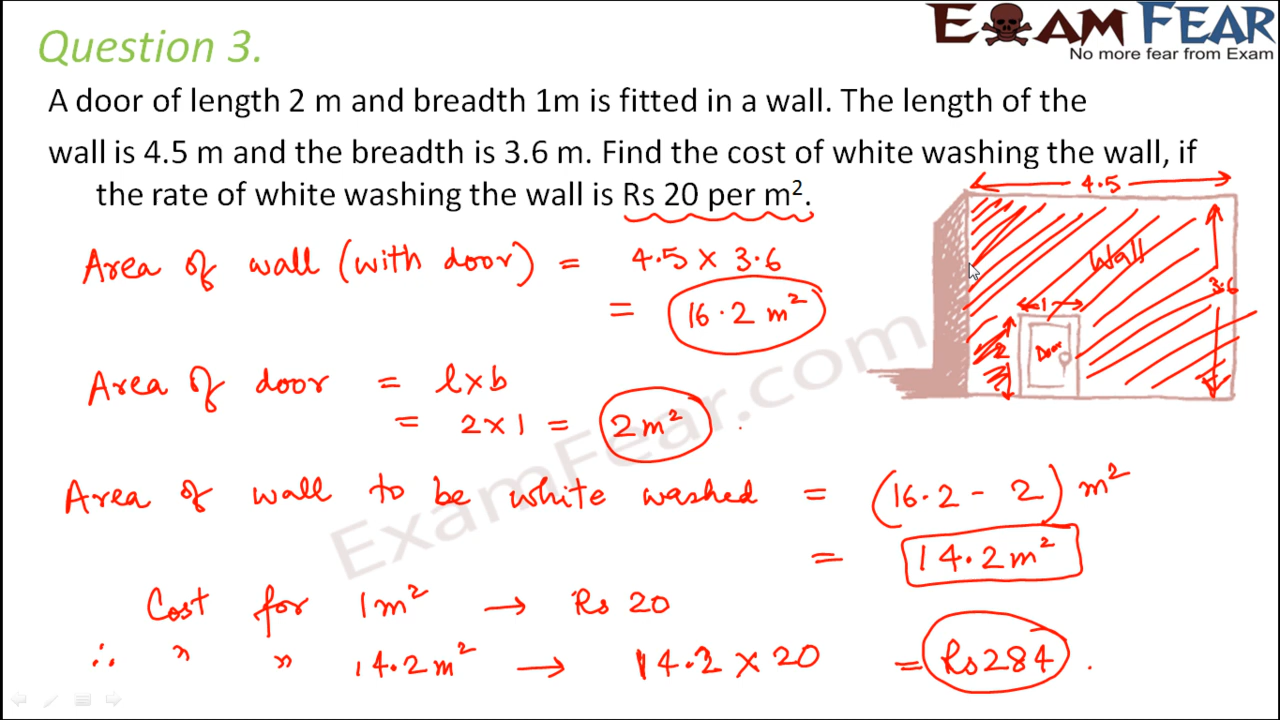 EXAM FEAR
No more fear from Exam
Question 3.
A door of length 2 m and breadth 1m is fitted in a wall. The length of the
wall is 4.5 m and the breadth is 3.6 m. Find the cost of white washing the wall, if
the rate of white washing the wall is Rs 20 per m².
4.5
Wall
3.6
1
2
Door
Area of wall (with door) = 4.5 × 3.6
= 16.2 m²
Area of door = l×b
= 2×1 = 2m²
Area of wall to be white washed = (16.2 - 2) m²
= 14.2m²
Cost for 1m² → Rs 20
∴ " " 14.2m² → 14.2 × 20 = Rs284.
ExamFear.com